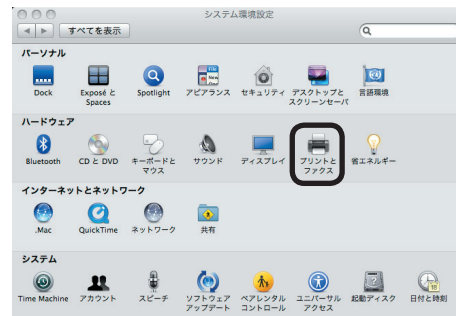 システム環境設定
すべてを表示
パーソナル
Dock
Exposé と
Spaces
Spotlight
アピアランス
セキュリティ
デスクトップと
スクリーンセーバ
言語環境
ハードウェア
Bluetooth
CD と DVD
キーボードと
マウス
サウンド
ディスプレイ
プリントと
ファクス
省エネルギー
インターネットとネットワーク
.Mac
QuickTime
ネットワーク
共有
システム
Time Machine
アカウント
スピーチ
ソフトウェア
アップデート
ペアレンタル
コントロール
ユニバーサル
アクセス
起動ディスク
日付と時刻